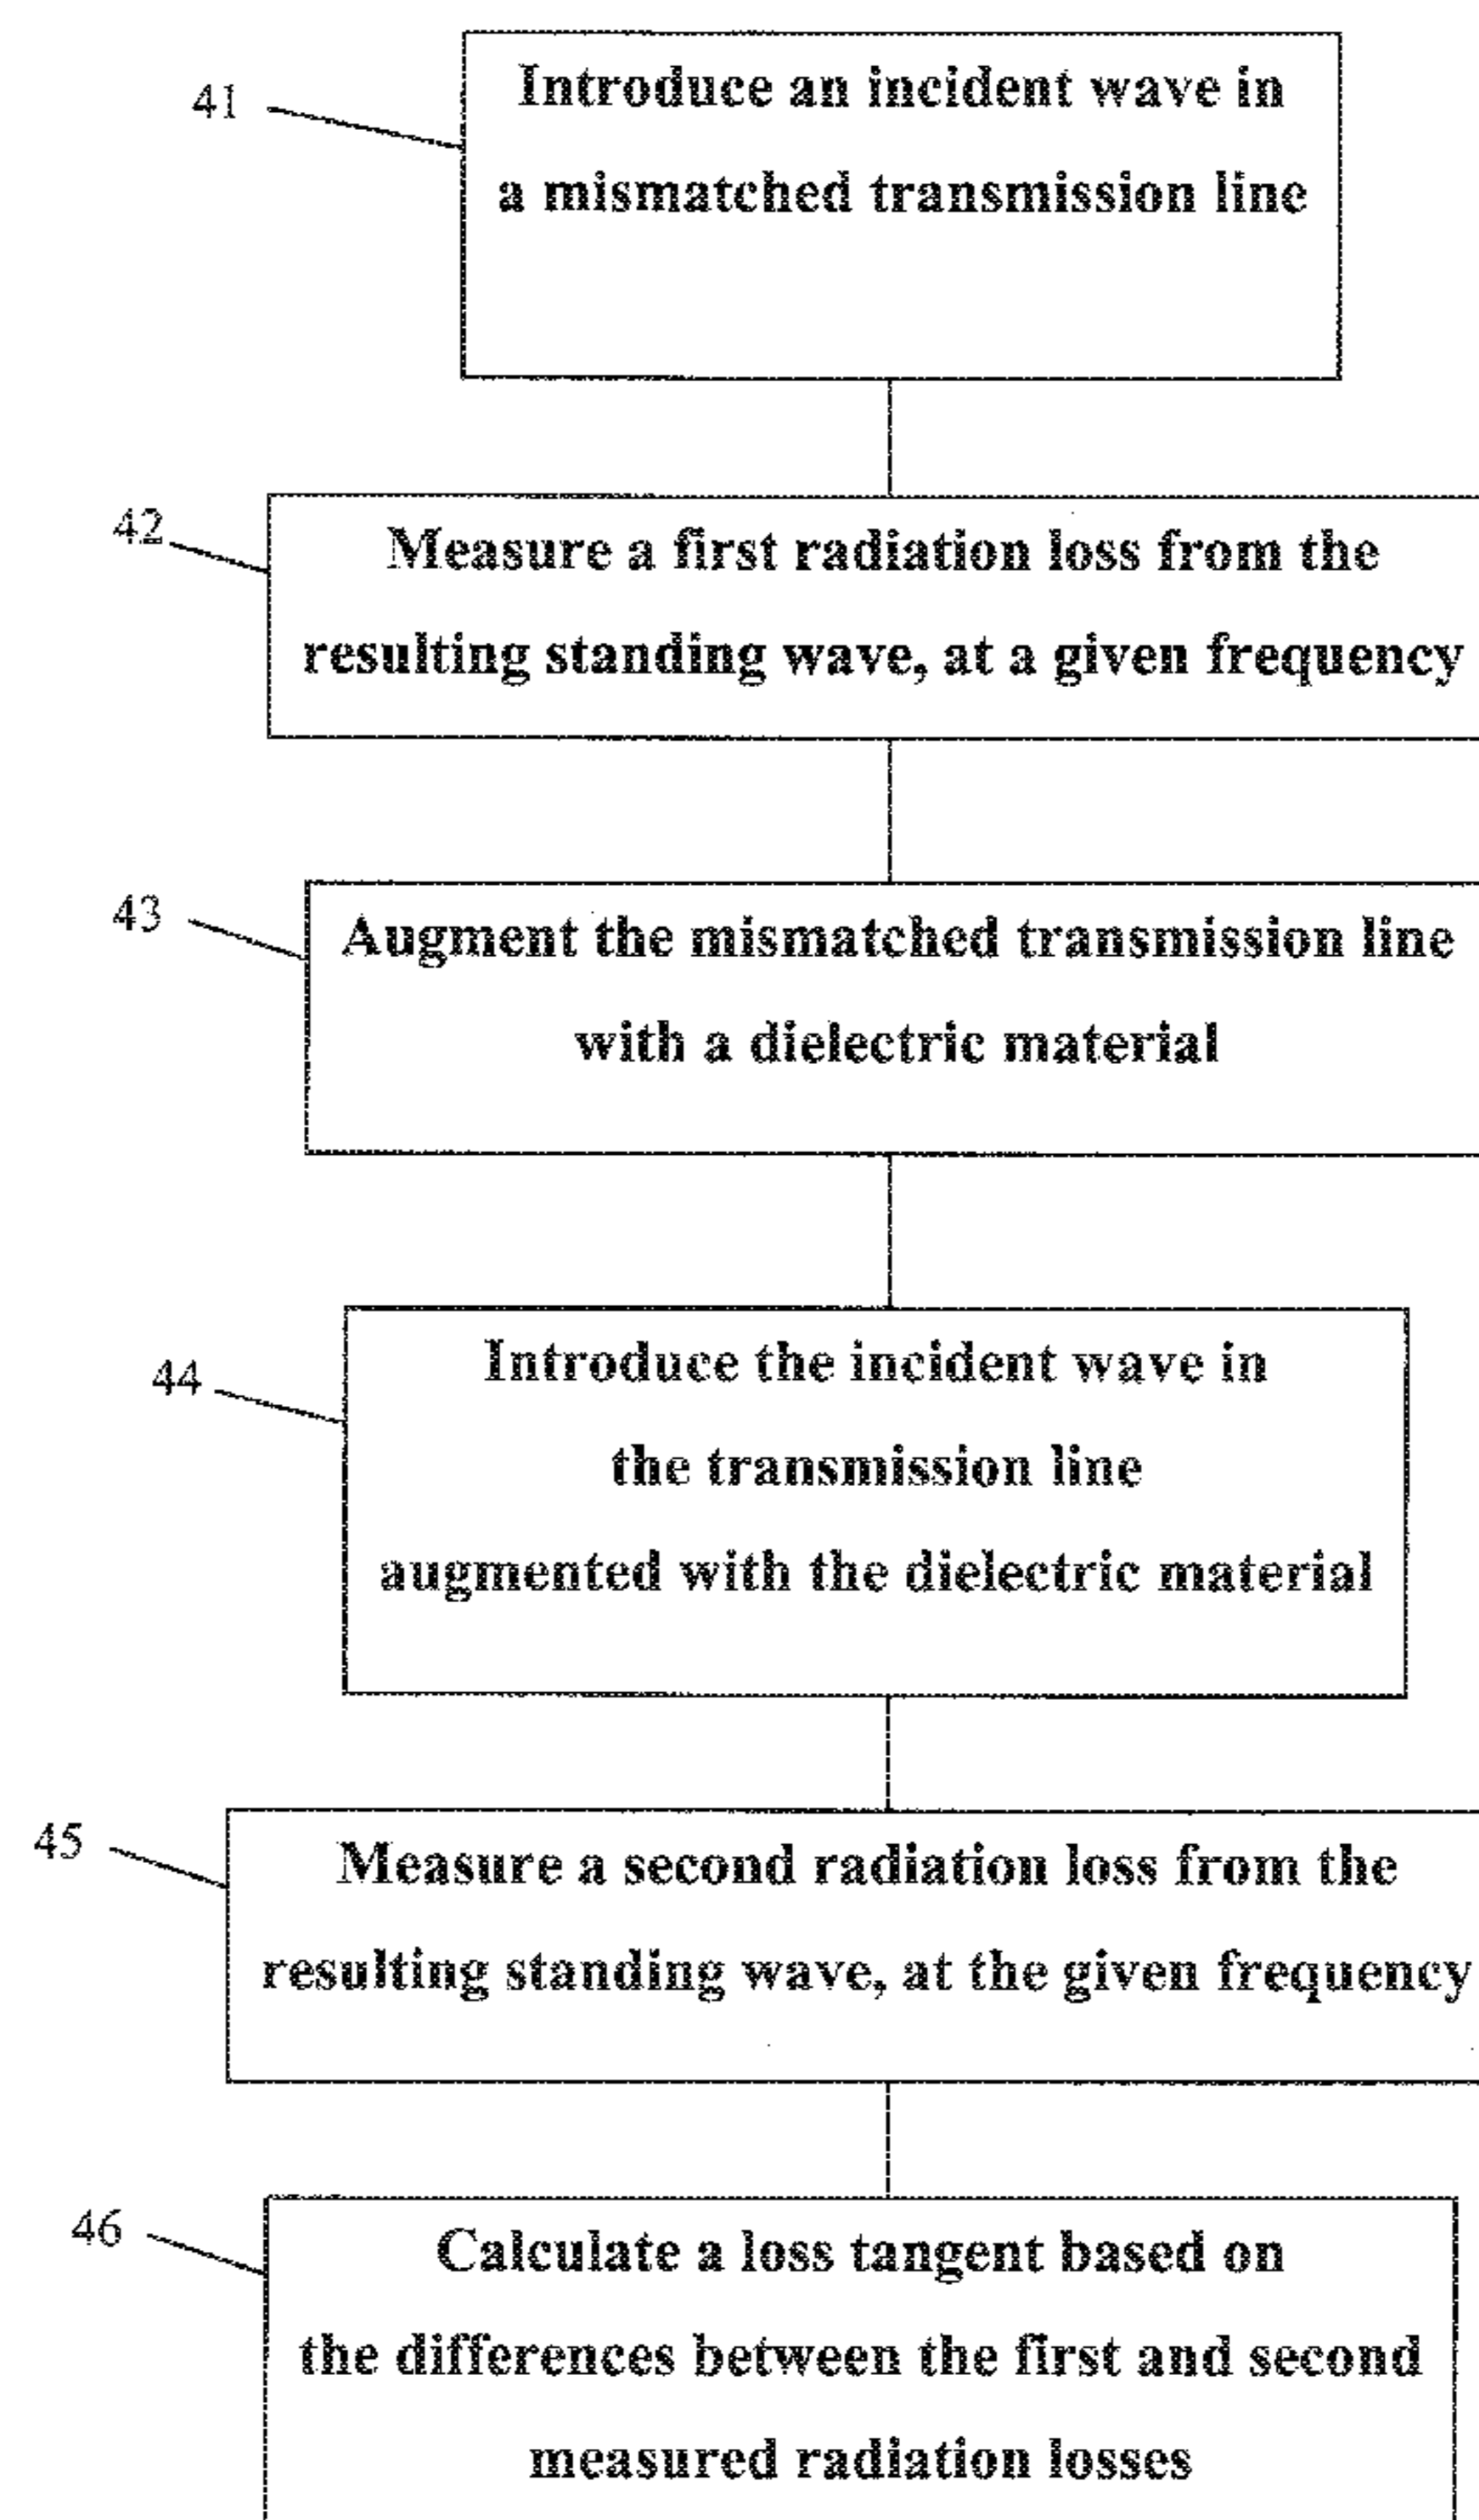 41
Introduce an incident wave in
a mismatched transmission line
42
Measure a first radiation loss from the
resulting standing wave, at a given frequency
43
Augment the mismatched transmission line
with a dielectric material
44
Introduce the incident wave in
the transmission line
augmented with the dielectric material
45
Measure a second radiation loss from the
resulting standing wave, at the given frequency
46
Calculate a loss tangent based on
the differences between the first and second
measured radiation losses